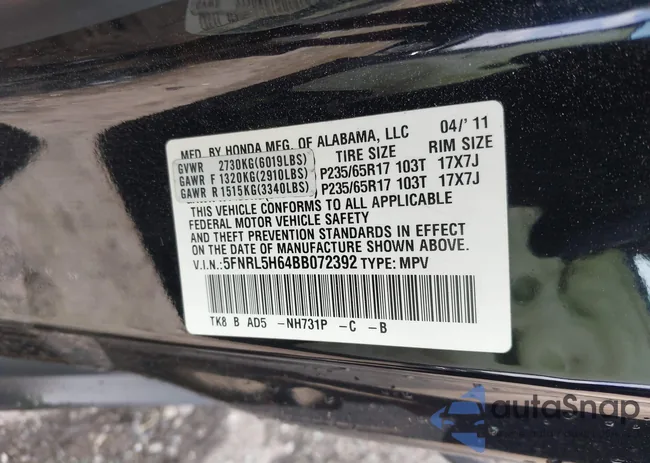 MFD. BY HONDA MFG. OF ALABAMA, LLC 04/'11
TIRE SIZE RIM SIZE
GVWR 2730KG(6019LBS)
GAWR F 1320KG(2910LBS) P235/65R17 103T 17X7J
GAWR R 1515KG(3340LBS) P235/65R17 103T 17X7J
THIS VEHICLE CONFORMS TO ALL APPLICABLE
FEDERAL MOTOR VEHICLE SAFETY
AND THEFT PREVENTION STANDARDS IN EFFECT
ON THE DATE OF MANUFACTURE SHOWN ABOVE.
V.I.N.:5FNRL5H64BB072392 TYPE: MPV
TK8 B AD5 -NH731P -C -B
autoSnap